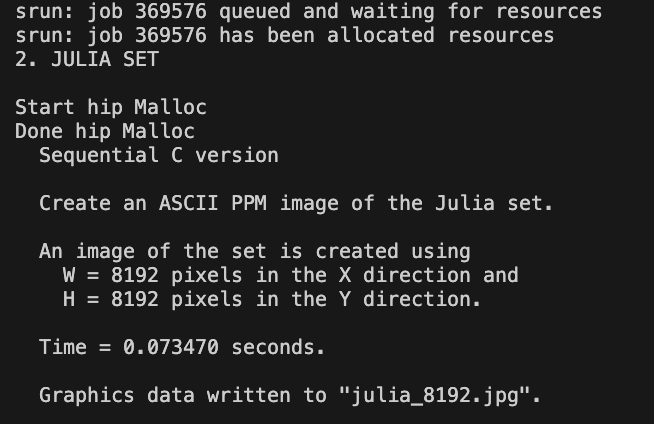 srun: job 369576 queued and waiting for resources
srun: job 369576 has been allocated resources
2. JULIA SET
Start hip Malloc
Done hip Malloc
Sequential C version
Create an ASCII PPM image of the Julia set.
An image of the set is created using
W = 8192 pixels in the X direction and
H = 8192 pixels in the Y direction.
Time = 0.073470 seconds.
Graphics data written to "julia_8192.jpg".